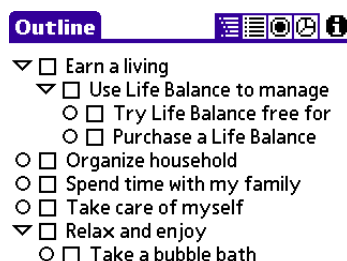 Outline
Earn a living
Use Life Balance to manage
Try Life Balance free for
Purchase a Life Balance
Organize household
Spend time with my family
Take care of myself
Relax and enjoy
Take a bubble bath